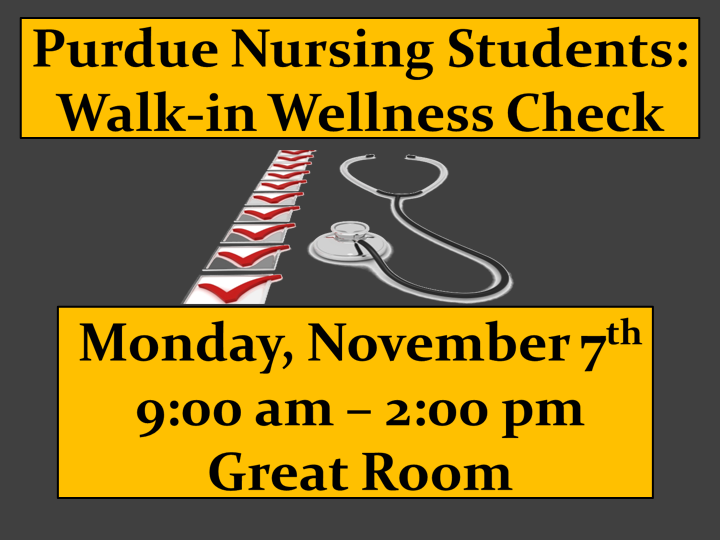 Purdue Nursing Students:
Walk-in Wellness Check
Monday, November 7th
9:00 am – 2:00 pm
Great Room